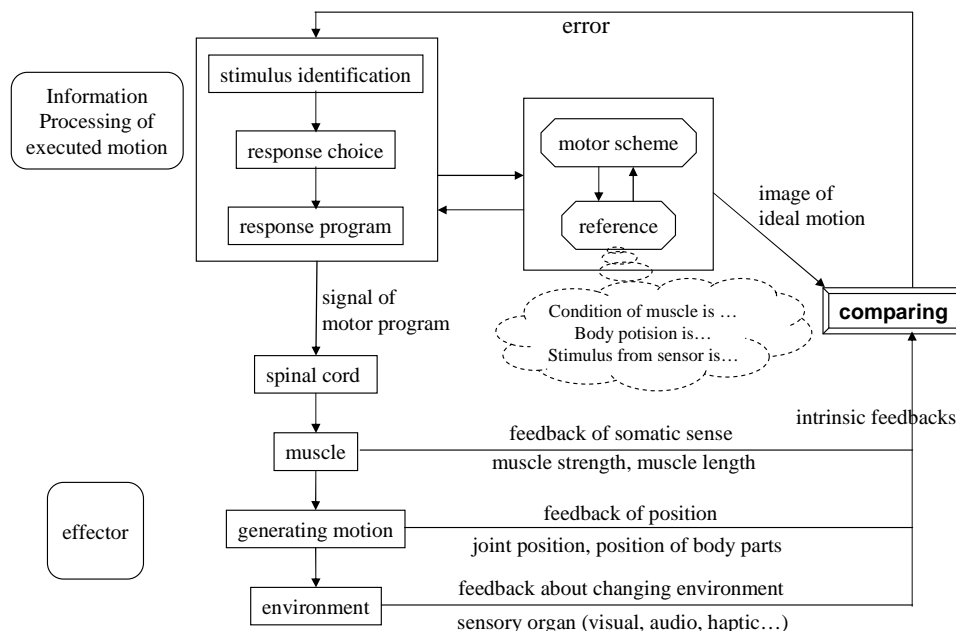 error
stimulus identification
Information
Processing of
executed motion
response choice
motor scheme
image of
ideal motion
response program
reference
signal of
motor program
Condition of muscle is …
Body potision is…
Stimulus from sensor is…
comparing
spinal cord
intrinsic feedbacks
feedback of somatic sense
muscle
muscle strength, muscle length
effector
feedback of position
generating motion
joint position, position of body parts
feedback about changing environment
environment
sensory organ (visual, audio, haptic…)